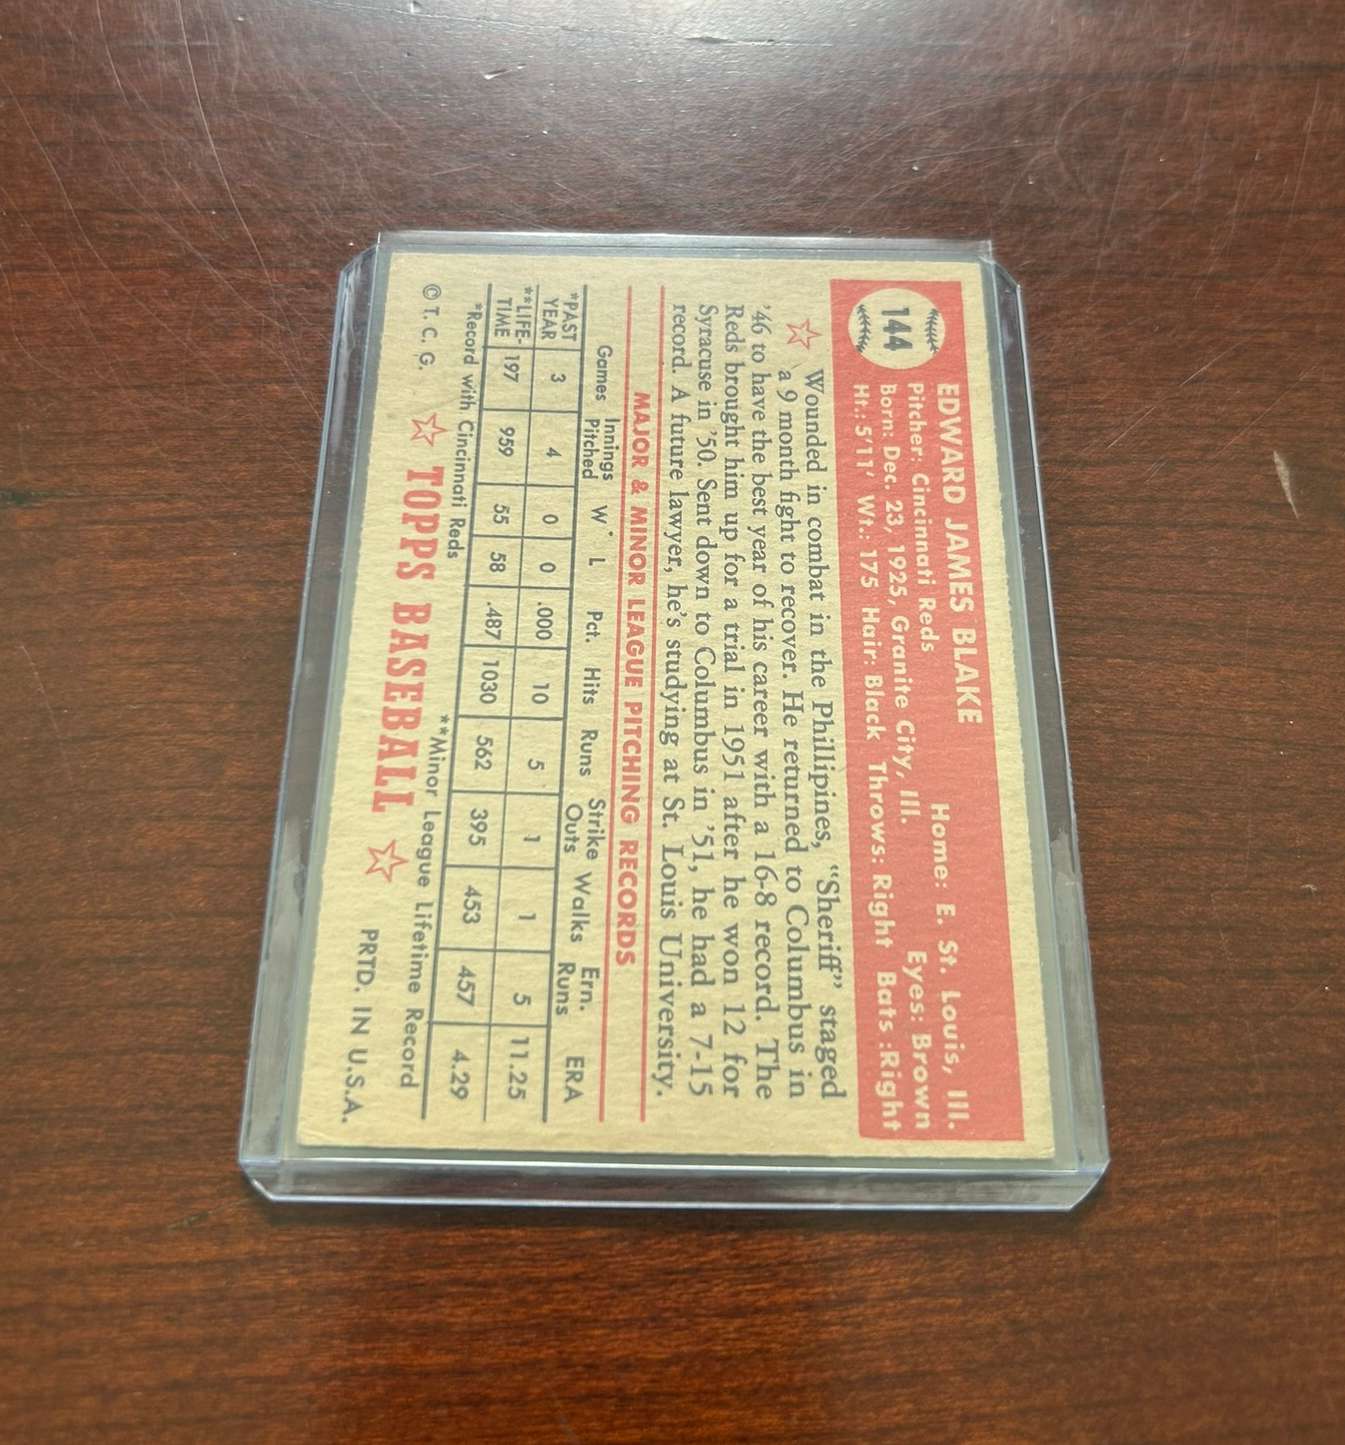 144
EDWARD JAMES BLAKE Home: E. St. Louis, Ill.
Pitcher: Cincinnati Reds
Born: Dec. 23, 1925, Granite City, Ill. Eyes: Brown
Ht.: 5'11' Wt.: 175 Hair: Black Throws: Right Bats :Right
Wounded in combat in the Phillipines, “Sheriff” staged
a 9 month fight to recover. He returned to Columbus in
’46 to have the best year of his career with a 16-8 record. The
Reds brought him up for a trial in 1951 after he won 12 for
Syracuse in ’50. Sent down to Columbus in ’51, he had a 7-15
record. A future lawyer, he’s studying at St. Louis University.
MAJOR & MINOR LEAGUE PITCHING RECORDS
Games Innings Pitched W L Pct. Hits Runs Strike Outs Walks Ern. Runs ERA
*PAST YEAR 3 4 0 0 .000 10 5 1 1 5 11.25
**LIFE-TIME 197 959 55 58 .487 1030 562 395 453 457 4.29
*Record with Cincinnati Reds **Minor League Lifetime Record
© T. C. G. TOPPS BASEBALL PRTD. IN U.S.A.